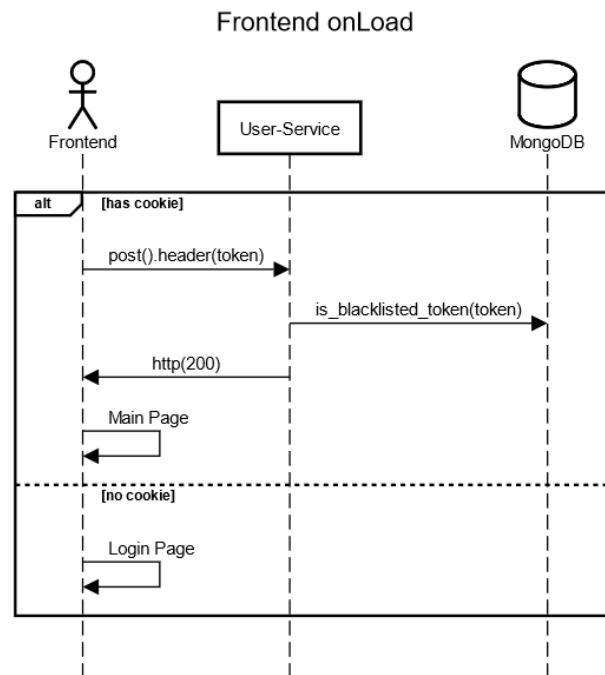 Frontend onLoad
Frontend
User-Service
MongoDB
alt [has cookie]
post().header(token)
is_blacklisted_token(token)
http(200)
Main Page
[no cookie]
Login Page